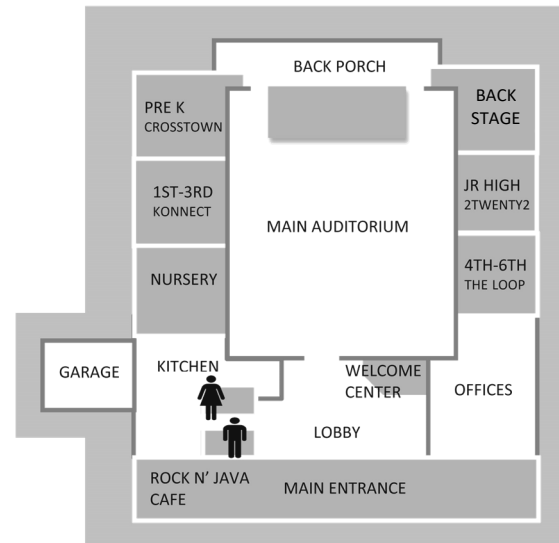 BACK PORCH
PRE K
CROSSTOWN
BACK
STAGE
1ST-3RD
KONNECT
JR HIGH
2TWENTY2
MAIN AUDITORIUM
NURSERY
4TH-6TH
THE LOOP
GARAGE
KITCHEN
WELCOME
CENTER
OFFICES
LOBBY
ROCK N' JAVA
CAFE
MAIN ENTRANCE